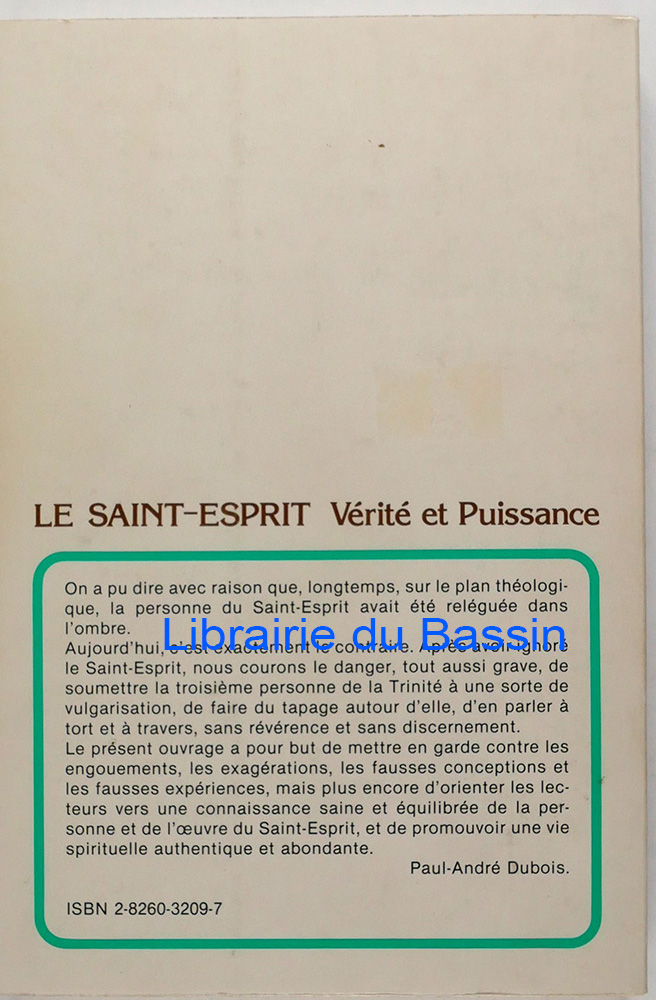 LE SAINT-ESPRIT Vérité et Puissance
On a pu dire avec raison que, longtemps, sur le plan théologi-
que, la personne du Saint-Esprit avait été reléguée dans
l'ombre.
Librairie du Bassin
Aujourd'hui, c'est exactement le contraire. Après avoir ignoré
le Saint-Esprit, nous courons le danger, tout aussi grave, de
soumettre la troisième personne de la Trinité à une sorte de
vulgarisation, de faire du tapage autour d'elle, d'en parler à
tort et à travers, sans révérence et sans discernement.
Le présent ouvrage a pour but de mettre en garde contre les
engouements, les exagérations, les fausses conceptions et
les fausses expériences, mais plus encore d'orienter les lec-
teurs vers une connaissance saine et équilibrée de la per-
sonne et de l'œuvre du Saint-Esprit, et de promouvoir une vie
spirituelle authentique et abondante.
Paul-André Dubois.
ISBN 2-8260-3209-7